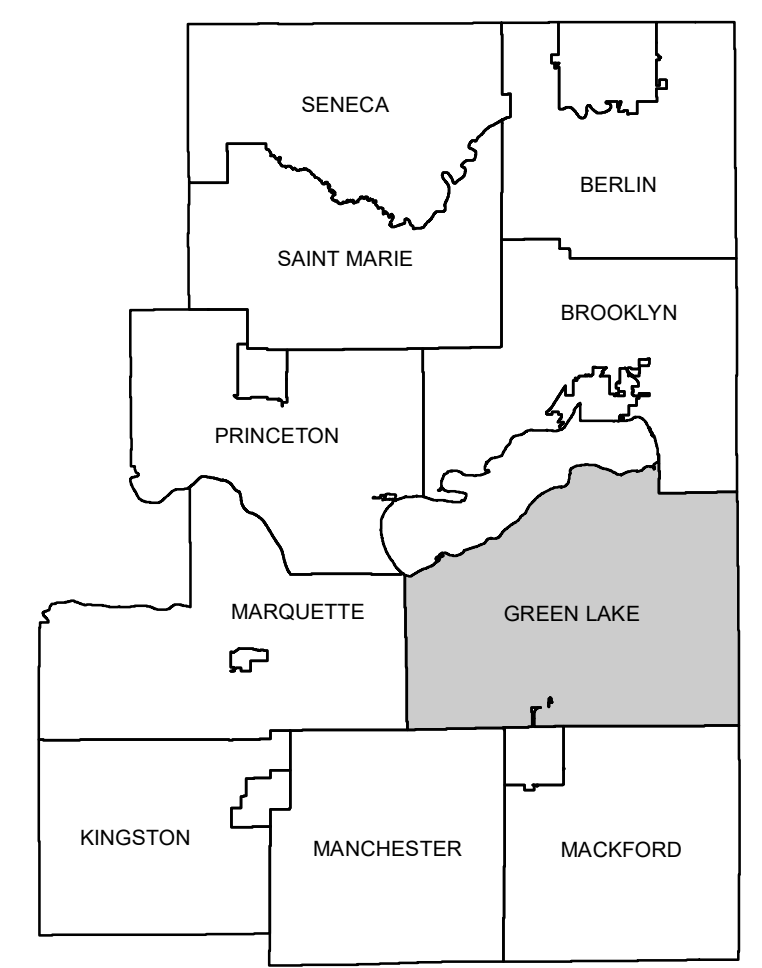 SENECA
BERLIN
SAINT MARIE
BROOKLYN
PRINCETON
MARQUETTE
GREEN LAKE
KINGSTON
MANCHESTER
MACKFORD